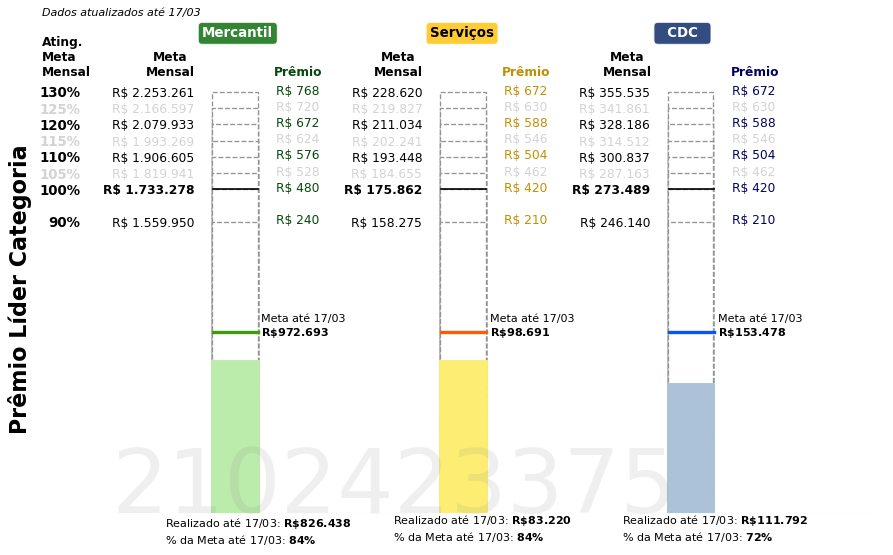 Dados atualizados até 17/03
Mercantil Serviços CDC
Ating. Meta Mensal
Meta Mensal Prêmio Meta Mensal Prêmio Meta Mensal Prêmio
130% R$ 2.253.261 R$ 768 R$ 228.620 R$ 672 R$ 355.535 R$ 672
125% R$ 2.166.597 R$ 720 R$ 219.827 R$ 630 R$ 341.861 R$ 630
120% R$ 2.079.933 R$ 672 R$ 211.034 R$ 588 R$ 328.186 R$ 588
115% R$ 1.993.269 R$ 624 R$ 202.241 R$ 546 R$ 314.512 R$ 546
110% R$ 1.906.605 R$ 576 R$ 193.448 R$ 504 R$ 300.837 R$ 504
105% R$ 1.819.941 R$ 528 R$ 184.655 R$ 462 R$ 287.163 R$ 462
100% R$ 1.733.278 R$ 480 R$ 175.862 R$ 420 R$ 273.489 R$ 420
90% R$ 1.559.950 R$ 240 R$ 158.275 R$ 210 R$ 246.140 R$ 210
Prêmio Líder Categoria
Meta até 17/03 Meta até 17/03 Meta até 17/03
R$972.693 R$98.691 R$153.478
2102423375
Realizado até 17/03: R$826.438 Realizado até 17/03: R$83.220 Realizado até 17/03: R$111.792
% da Meta até 17/03: 84% % da Meta até 17/03: 84% % da Meta até 17/03: 72%